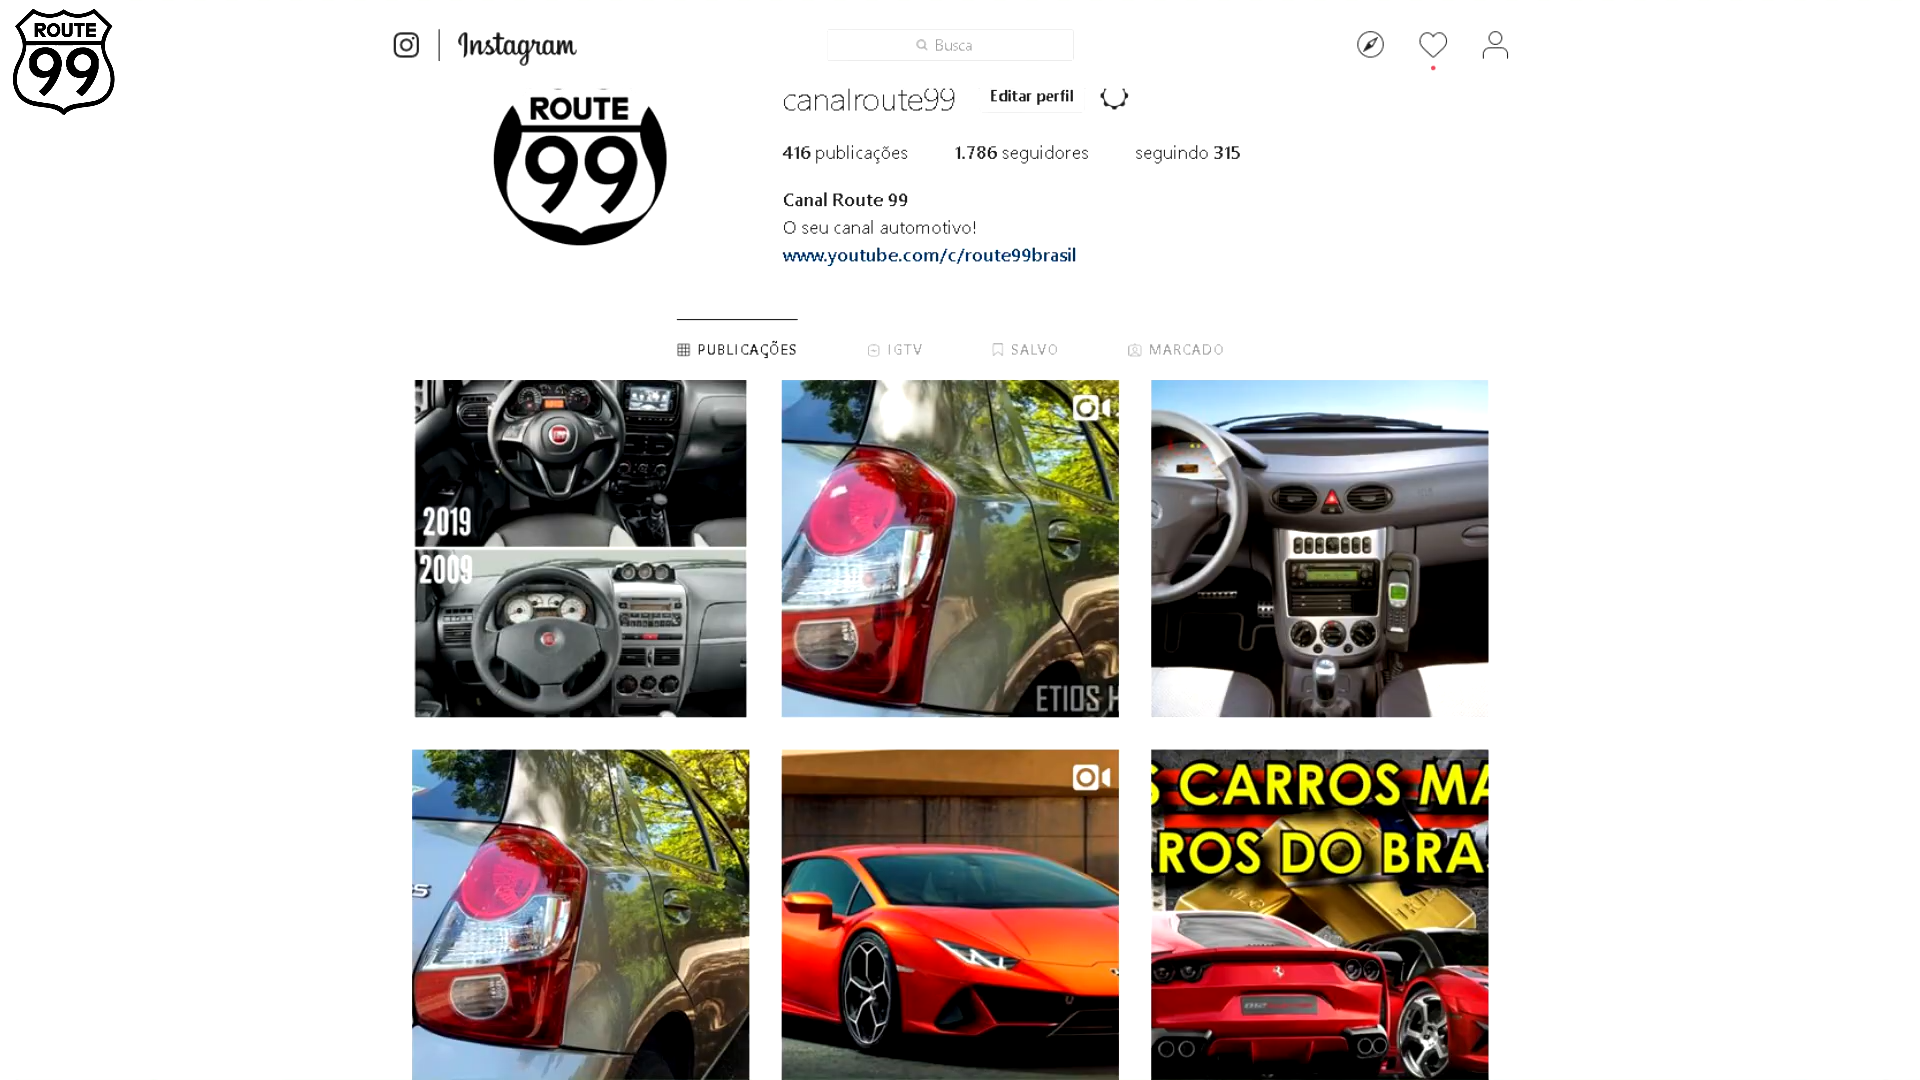 ROUTE
99
Instagram
Busca
ROUTE
99
canalroute99
Editar perfil
416 publicações
1.786 seguidores
seguindo 315
Canal Route 99
O seu canal automotivo!
www.youtube.com/c/route99brasil
PUBLICAÇÕES
IGTV
SALVO
MARCADO
2019
2009
ETIOS H
S
S CARROS MA
ROS DO BRA